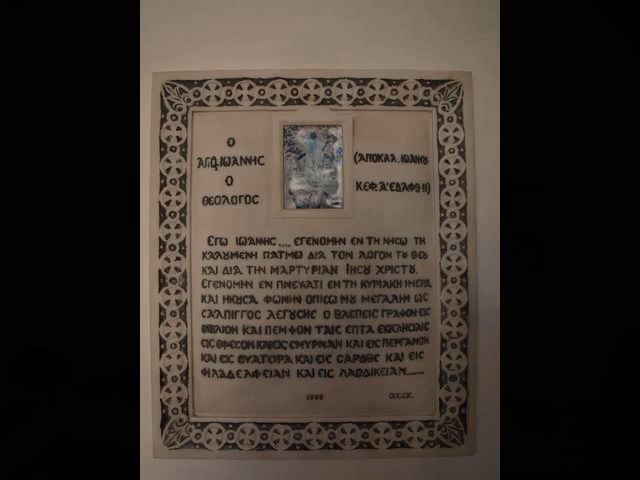 Ο
ΑΓΙΟΣ ΙΩΑΝΝΗΣ
Ο
ΘΕΟΛΟΓΟΣ
(ΑΠΟΚΑΛ. ΙΩΑΝΟΥ
ΚΕΦ. Α' ΕΔΑΦ 9-11)
ΕΓΩ ΙΩΑΝΝΗΣ .... ΕΓΕΝΟΜΗΝ ΕΝ ΤΗ ΝΗΣΩ ΤΗ
ΚΑΛΟΥΜΕΝΗ ΠΑΤΜΩ ΔΙΑ ΤΟΝ ΛΟΓΟΝ ΤΟΥ ΘΕΟΥ
ΚΑΙ ΔΙΑ ΤΗΝ ΜΑΡΤΥΡΙΑΝ ΙΗΣΟΥ ΧΡΙΣΤΟΥ.
ΕΓΕΝΟΜΗΝ ΕΝ ΠΝΕΥΜΑΤΙ ΕΝ ΤΗ ΚΥΡΙΑΚΗ ΗΜΕΡΑ
ΚΑΙ ΗΚΟΥΣΑ ΦΩΝΗΝ ΟΠΙΣΩ ΜΟΥ ΜΕΓΑΛΗΝ ΩΣ
ΣΑΛΠΙΓΓΟΣ ΛΕΓΟΥΣΗΣ Ο ΒΛΕΠΕΙΣ ΓΡΑΨΟΝ ΕΙΣ
ΒΙΒΛΙΟΝ ΚΑΙ ΠΕΜΨΟΝ ΤΑΙΣ ΕΠΤΑ ΕΚΚΛΗΣΙΑΙΣ
ΕΙΣ ΕΦΕΣΟΝ ΚΑΙ ΕΙΣ ΣΜΥΡΝΑΝ ΚΑΙ ΕΙΣ ΠΕΡΓΑΜΟΝ
ΚΑΙ ΕΙΣ ΘΥΑΤΕΙΡΑ ΚΑΙ ΕΙΣ ΣΑΡΔΕΙΣ ΚΑΙ ΕΙΣ
ΦΙΛΑΔΕΛΦΕΙΑΝ ΚΑΙ ΕΙΣ ΛΑΟΔΙΚΕΙΑΝ.......